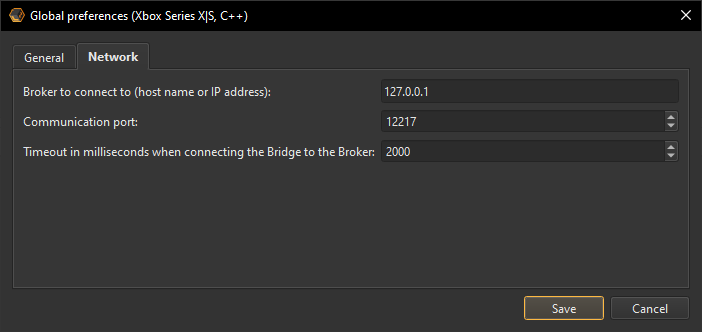 Global preferences (Xbox Series X|S, C++)
General Network
Broker to connect to (host name or IP address): 127.0.0.1
Communication port: 12217
Timeout in milliseconds when connecting the Bridge to the Broker: 2000
Save Cancel